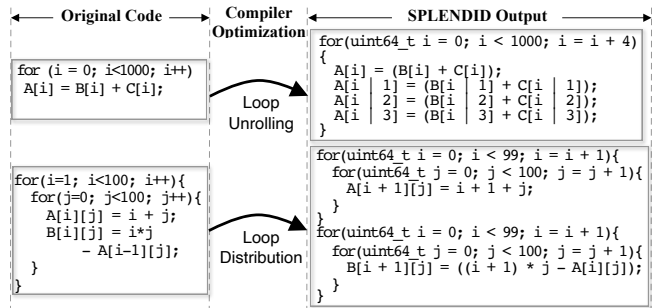 Original Code
Compiler
Optimization
SPLENDID Output
for (i = 0; i<1000; i++)
A[i] = B[i] + C[i];
Loop
Unrolling
for(uint64_t i = 0; i < 1000; i = i + 4)
{
A[i] = (B[i] + C[i]);
A[i | 1] = (B[i | 1] + C[i | 1]);
A[i | 2] = (B[i | 2] + C[i | 2]);
A[i | 3] = (B[i | 3] + C[i | 3]);
}
for(i=1; i<100; i++){
for(j=0; j<100; j++){
A[i][j] = i + j;
B[i][j] = i*j
- A[i-1][j];
}
}
Loop
Distribution
for(uint64_t i = 0; i < 99; i = i + 1){
for(uint64_t j = 0; j < 100; j = j + 1){
A[i + 1][j] = i + 1 + j;
}
}
for(uint64_t i = 0; i < 99; i = i + 1){
for(uint64_t j = 0; j < 100; j = j + 1){
B[i + 1][j] = ((i + 1) * j - A[i][j]);
}
}